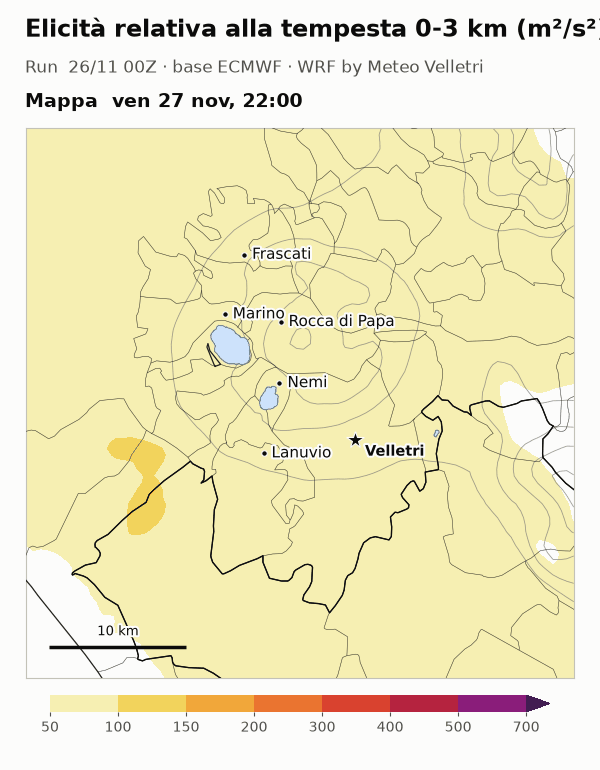 Elicità relativa alla tempesta 0-3 km (m²/s²)
Run 26/11 00Z · base ECMWF · WRF by Meteo Velletri
Mappa ven 27 nov, 22:00
Frascati
Marino
Rocca di Papa
Nemi
Lanuvio
Velletri
10 km
50 100 150 200 300 400 500 700